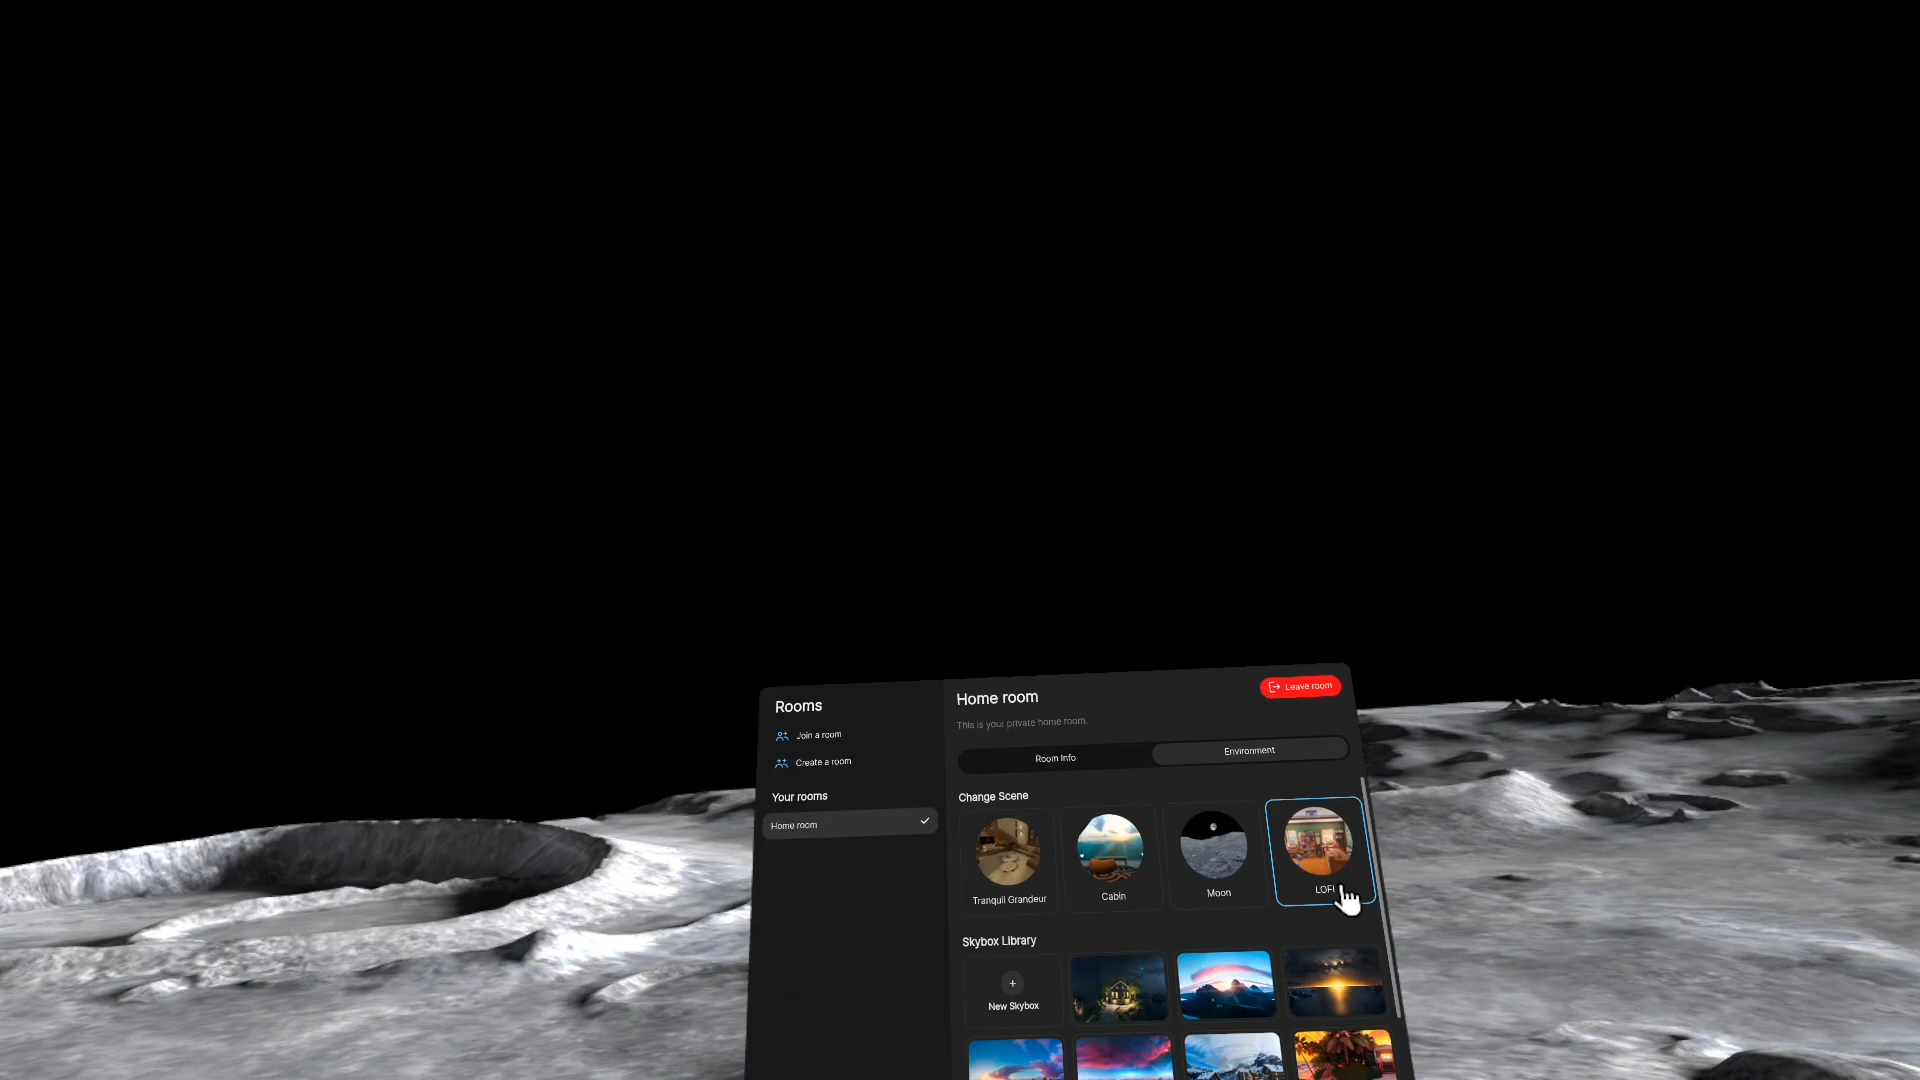 Rooms
Join a room
Create a room
Your rooms
Home room
Home room
Leave room
This is your private home room.
Room Info
Environment
Change Scene
Tranquil Grandeur
Cabin
Moon
LOFI
Skybox Library
+
New Skybox